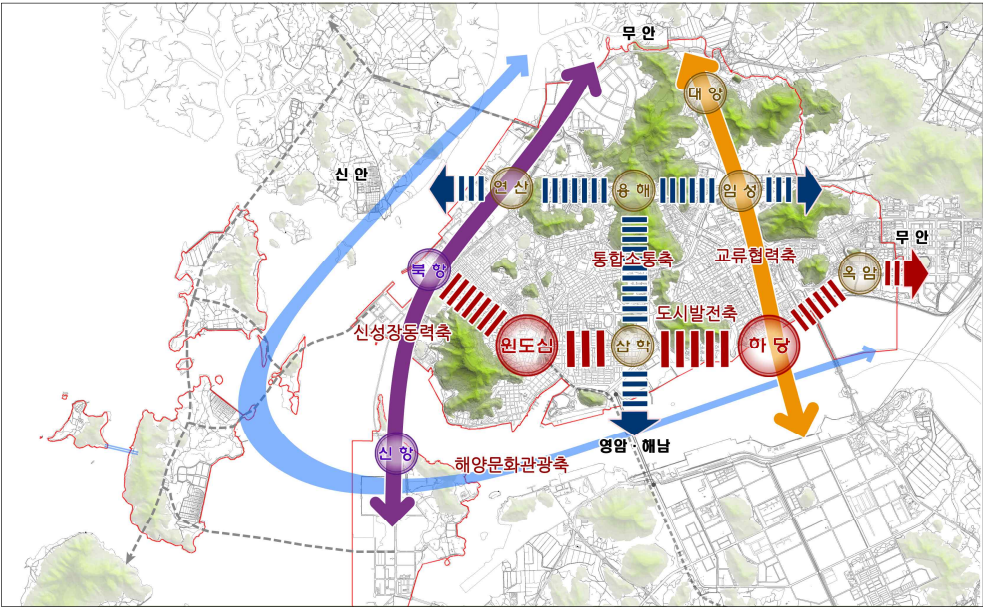 무 안
대 양
신 안
연 산
용 해
임 성
무 안
통합소통축
교류협력축
북 항
옥 암
도시발전축
신성장동력축
원도심
삼 학
하 당
영암 · 해남
신 항
해양문화관광축